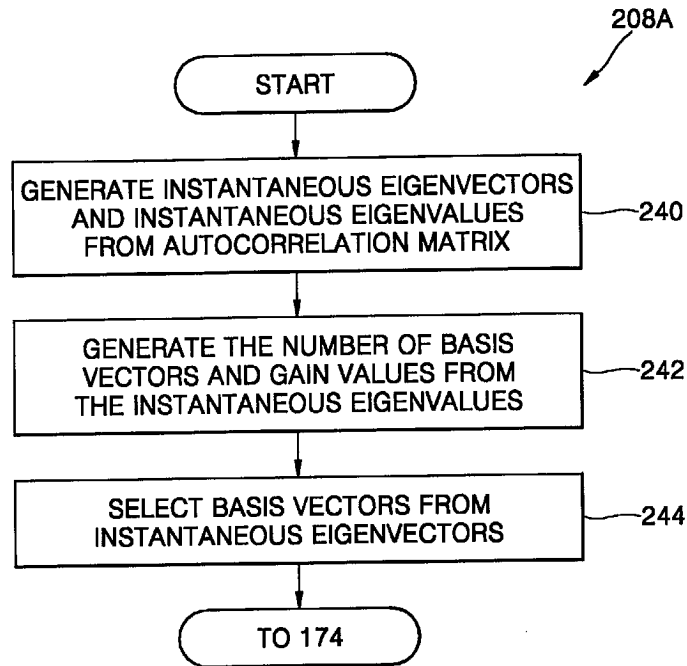 208A
START
GENERATE INSTANTANEOUS EIGENVECTORS
AND INSTANTANEOUS EIGENVALUES
FROM AUTOCORRELATION MATRIX
240
GENERATE THE NUMBER OF BASIS
VECTORS AND GAIN VALUES FROM
THE INSTANTANEOUS EIGENVALUES
242
SELECT BASIS VECTORS FROM
INSTANTANEOUS EIGENVECTORS
244
TO 174